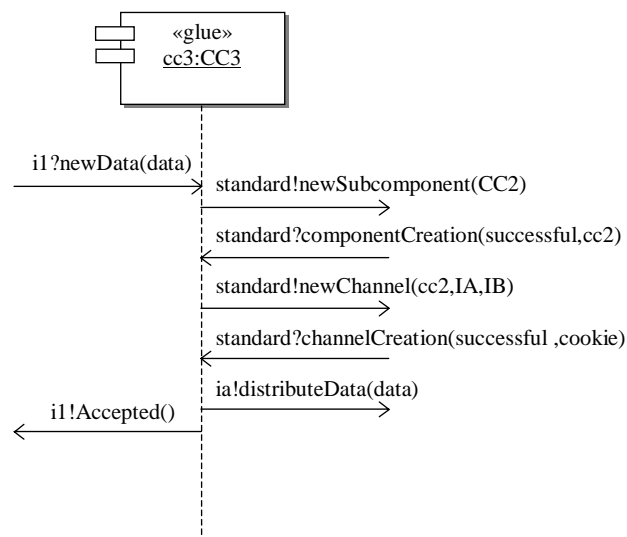 «glue»
cc3:CC3
i1?newData(data)
standard!newSubcomponent(CC2)
standard?componentCreation(successful,cc2)
standard!newChannel(cc2,IA,IB)
standard?channelCreation(successful ,cookie)
ia!distributeData(data)
i1!Accepted()